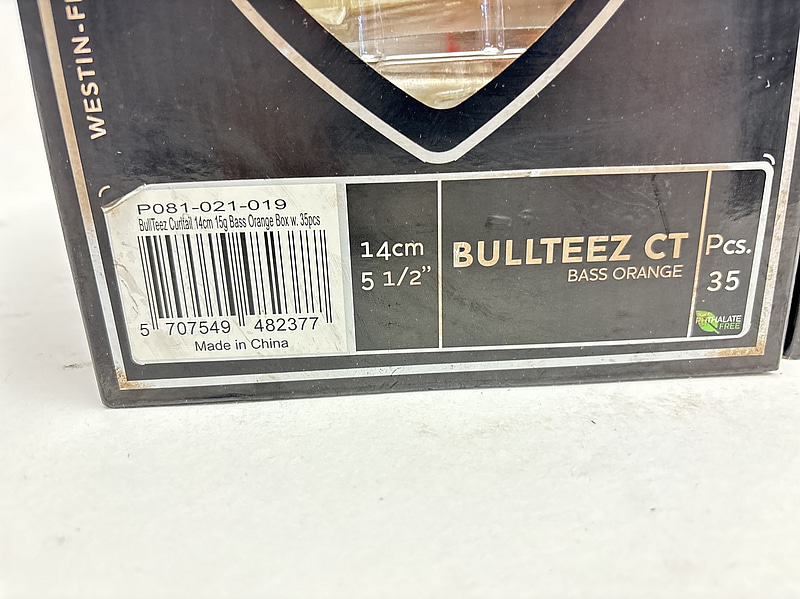 WESTIN-F
P081-021-019
BullTeez Curltail 14cm 15g Bass Orange Box w. 35pcs
5 707549 482377
Made in China
14cm
5 1/2”
BULLTEEZ CT
BASS ORANGE
Pcs.
35
PHTHALATE
FREE